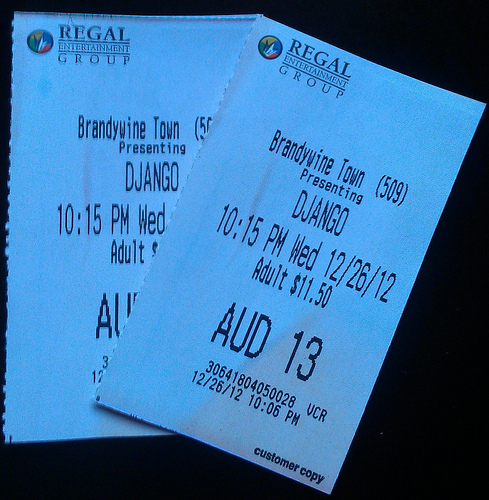 REGAL
ENTERTAINMENT
GROUP
Brandywine Town
Presenting
DJANGO
10:15 PM Wed
Adult
REGAL
ENTERTAINMENT
GROUP
Brandywine Town (509)
Presenting
DJANGO
10:15 PM Wed 12/26/12
Adult $11.50
AUD 13
30641804050028 VCR
12/26/12 10:06 PM
customer copy